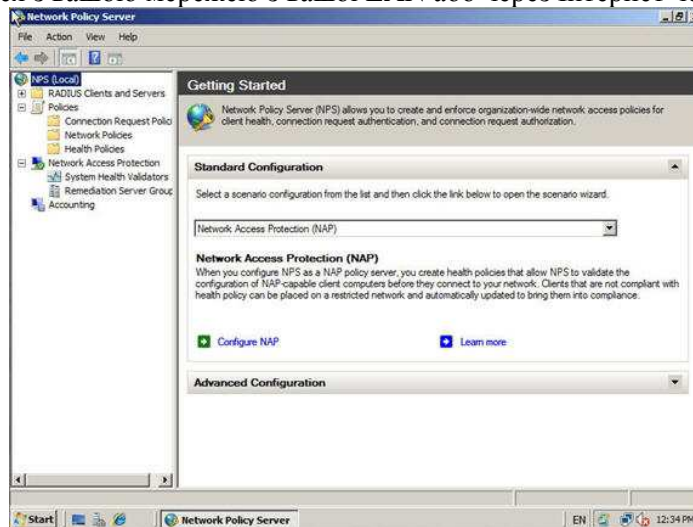 Network Policy Server
File Action View Help
NPS (Local)
RADIUS Clients and Servers
Policies
Connection Request Polici
Network Policies
Health Policies
Network Access Protection
System Health Validators
Remediation Server Group
Accounting
Getting Started
Network Policy Server (NPS) allows you to create and enforce organization-wide network access policies for
client health, connection request authentication, and connection request authorization.
Standard Configuration
Select a scenario configuration from the list and then click the link below to open the scenario wizard.
Network Access Protection (NAP)
Network Access Protection (NAP)
When you configure NPS as a NAP policy server, you create health policies that allow NPS to validate the
configuration of NAP-capable client computers before they connect to your network. Clients that are not compliant with
health policy can be placed on a restricted network and automatically updated to bring them into compliance.
Configure NAP
Learn more
Advanced Configuration
Start
Network Policy Server
EN
12:34 PM